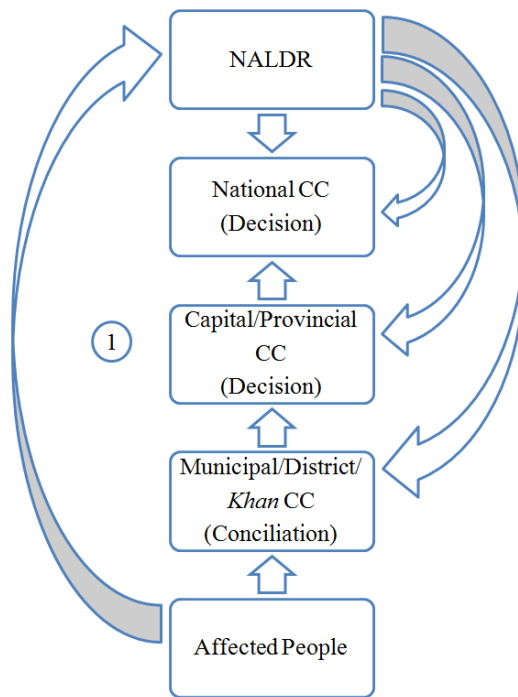 NALDR
National CC
(Decision)
Capital/Provincial
CC
(Decision)
1
Municipal/District/
Khan CC
(Conciliation)
Affected People